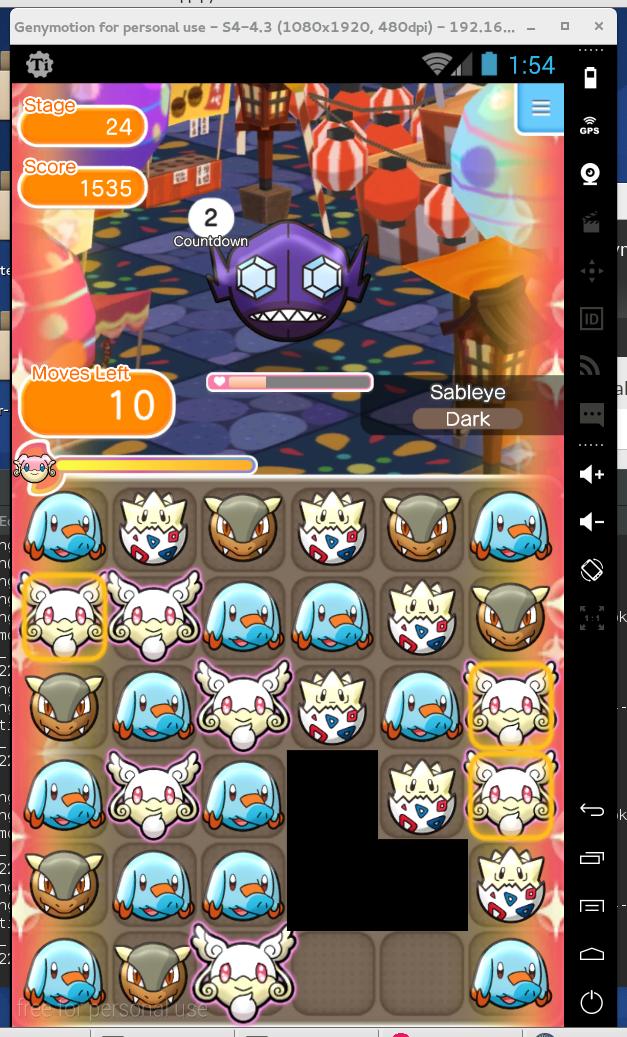 Genymotion for personal use - S4-4.3 (1080x1920, 480dpi) - 192.16...
Ti
1:54
GPS
Stage
24
Score
1535
2
Countdown
ID
Moves Left
10
Sableye
Dark
1:1
free for personal use